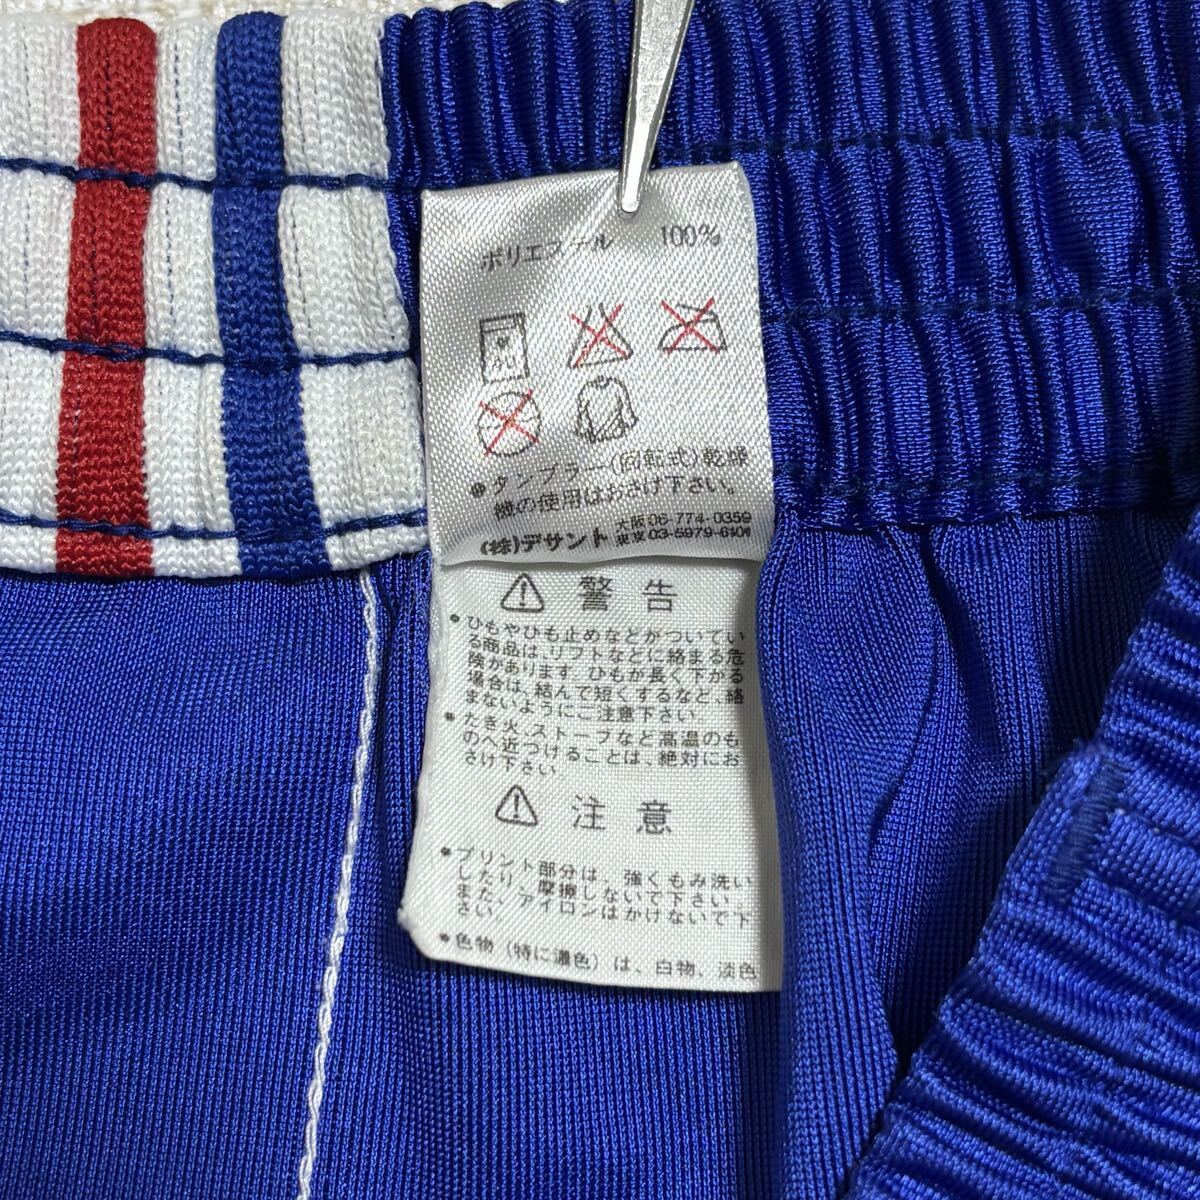 ポリエステル 100%
●タンブラー(回転式)乾燥
機の使用はおさけ下さい。
(株)デサント 大阪06-774-0359
東京03-5979-6101
警告
●ひもやひも止めなどがついてい
る商品は、リフトなどに絡まる危
険があります。ひもが長く下がる
場合は、結んで短くするなど、絡
まないようにご注意下さい。
●たき火、ストーブなど高温のも
のへ近づけることは、絶対にお
さけ下さい。
注意
●プリント部分は、強くもみ洗い
したり、摩擦しないで下さい。
また、アイロンはかけないで下
さい。
●色物(特に濃色)は、白物、淡色